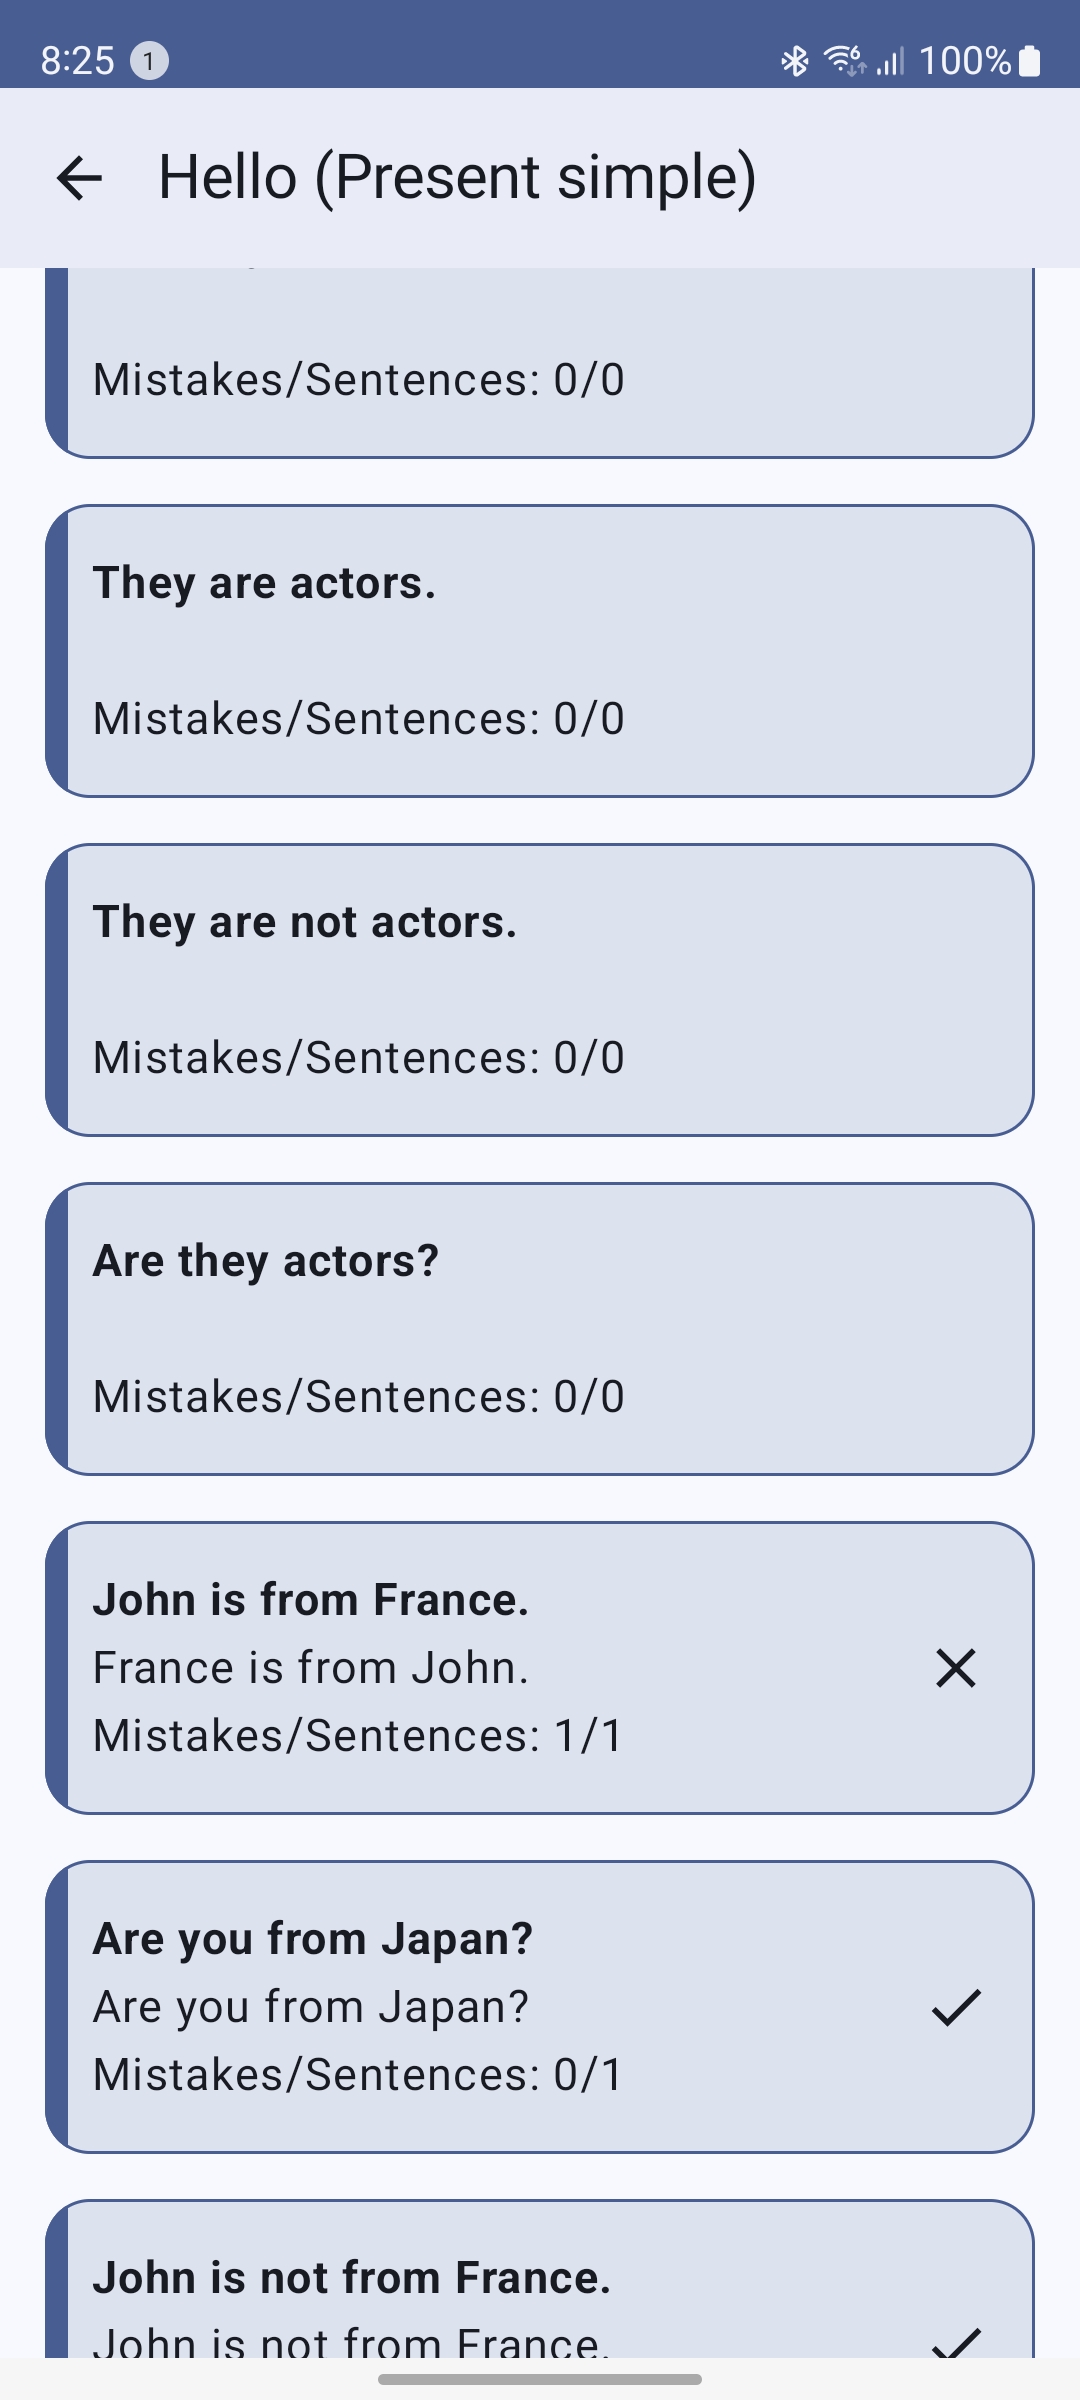 8:25 1 6 100%
Hello (Present simple)
Mistakes/Sentences: 0/0
They are actors.
Mistakes/Sentences: 0/0
They are not actors.
Mistakes/Sentences: 0/0
Are they actors?
Mistakes/Sentences: 0/0
John is from France.
France is from John.
Mistakes/Sentences: 1/1
Are you from Japan?
Are you from Japan?
Mistakes/Sentences: 0/1
John is not from France.
John is not from France.